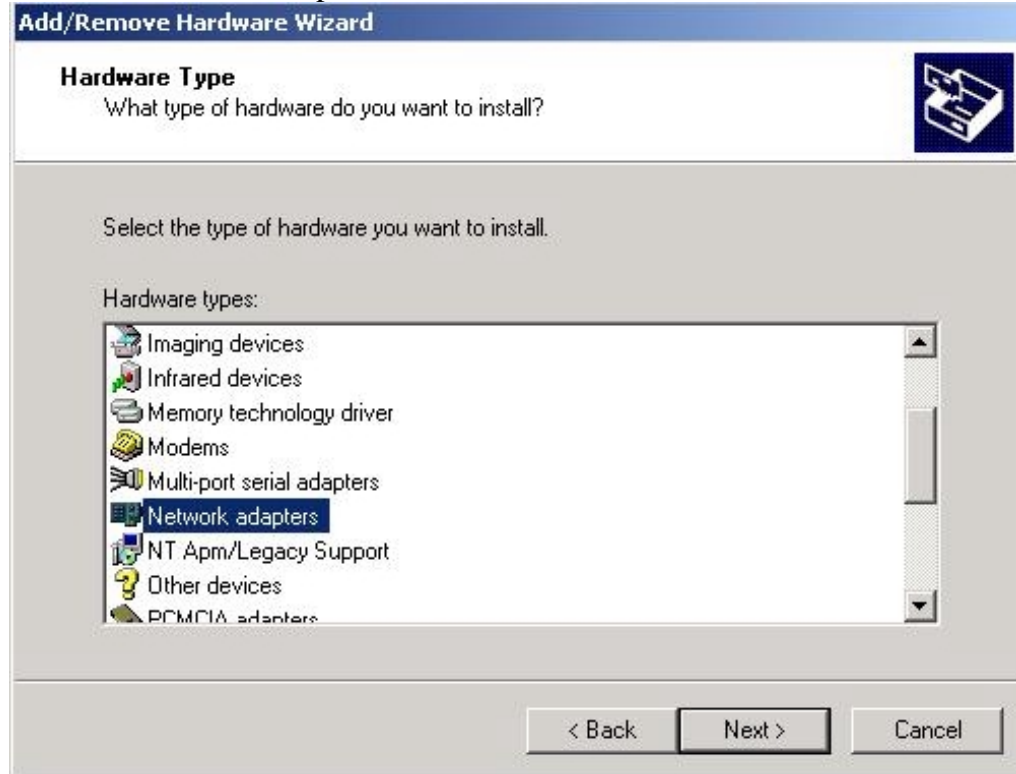 Add/Remove Hardware Wizard
Hardware Type
What type of hardware do you want to install?
Select the type of hardware you want to install.
Hardware types:
Imaging devices
Infrared devices
Memory technology driver
Modems
Multi-port serial adapters
Network adapters
NT Apm/Legacy Support
Other devices
PCMCIA adapters
< Back Next > Cancel